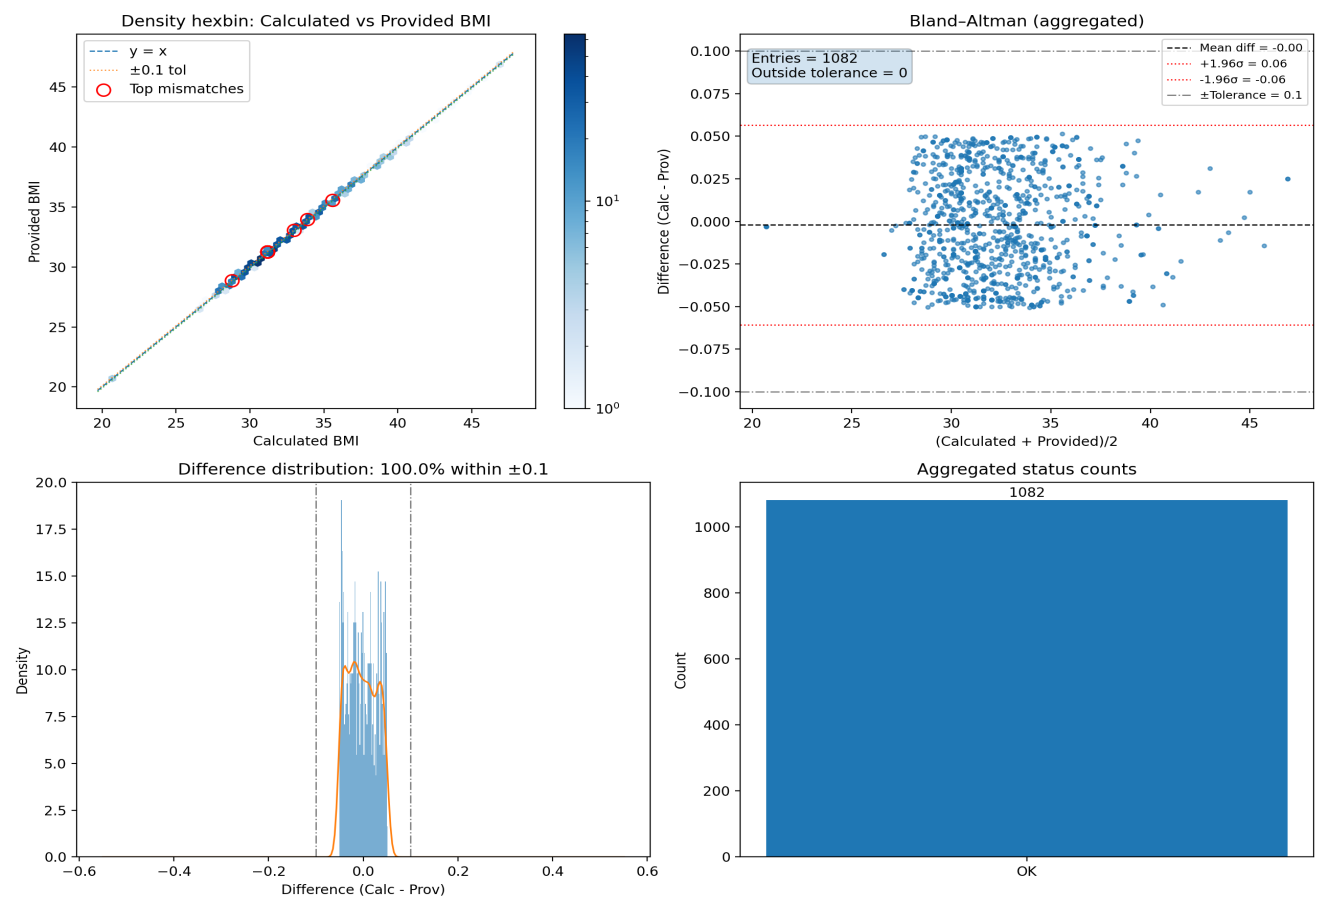 Density hexbin: Calculated vs Provided BMI
y = x
±0.1 tol
Top mismatches
45
40
35
30
25
20
Provided BMI
20
25
30
35
40
45
Calculated BMI
10¹
10⁰
Bland–Altman (aggregated)
Entries = 1082
Outside tolerance = 0
Mean diff = -0.00
+1.96σ = 0.06
-1.96σ = -0.06
±Tolerance = 0.1
0.100
0.075
0.050
0.025
0.000
−0.025
−0.050
−0.075
−0.100
Difference (Calc - Prov)
20
25
30
35
40
45
(Calculated + Provided)/2
Difference distribution: 100.0% within ±0.1
20.0
17.5
15.0
12.5
10.0
7.5
5.0
2.5
0.0
Density
−0.6
−0.4
−0.2
0.0
0.2
0.4
0.6
Difference (Calc - Prov)
Aggregated status counts
1082
1000
800
600
400
200
0
Count
OK